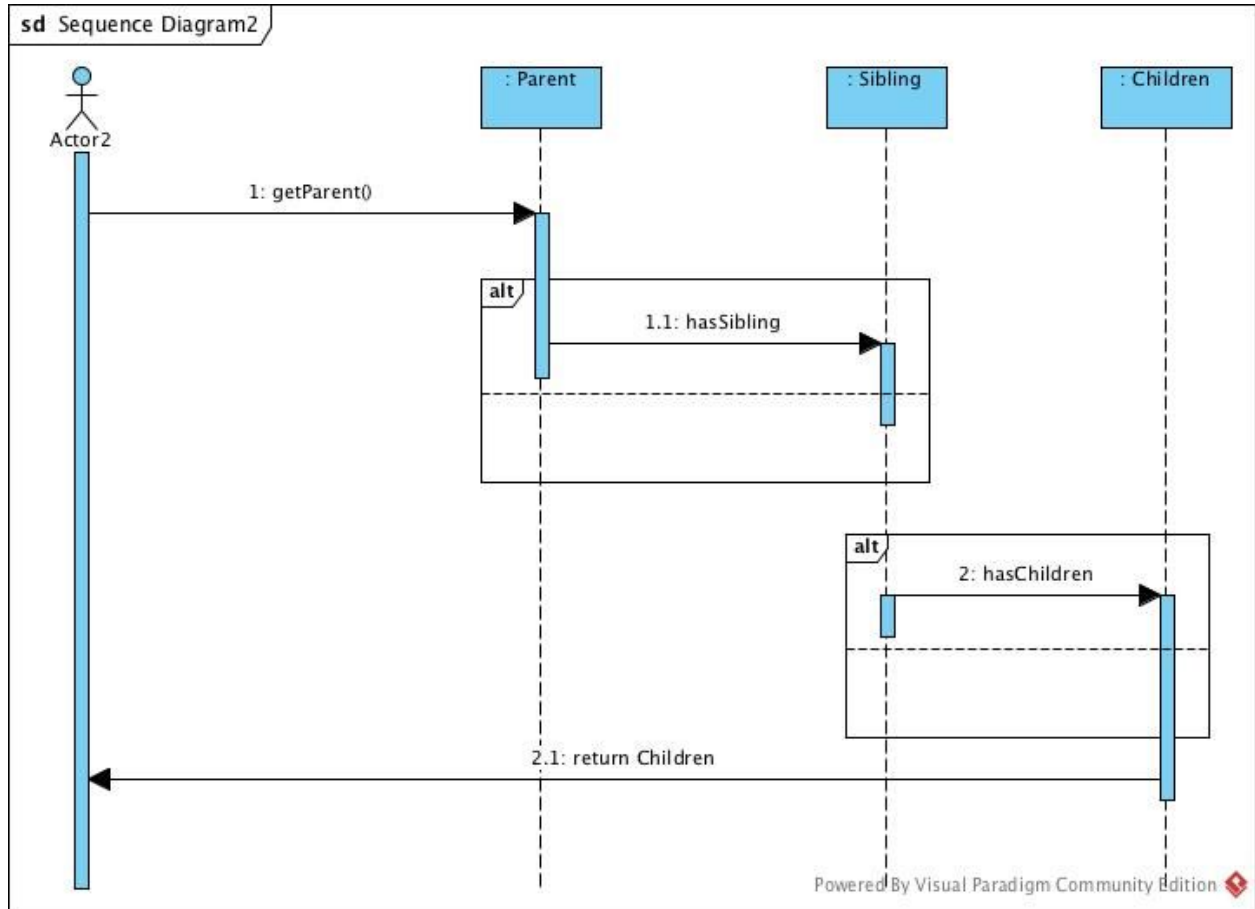 sd Sequence Diagram2
: Parent
: Sibling
: Children
Actor2
1: getParent()
alt
1.1: hasSibling
alt
2: hasChildren
2.1: return Children
Powered By Visual Paradigm Community Edition